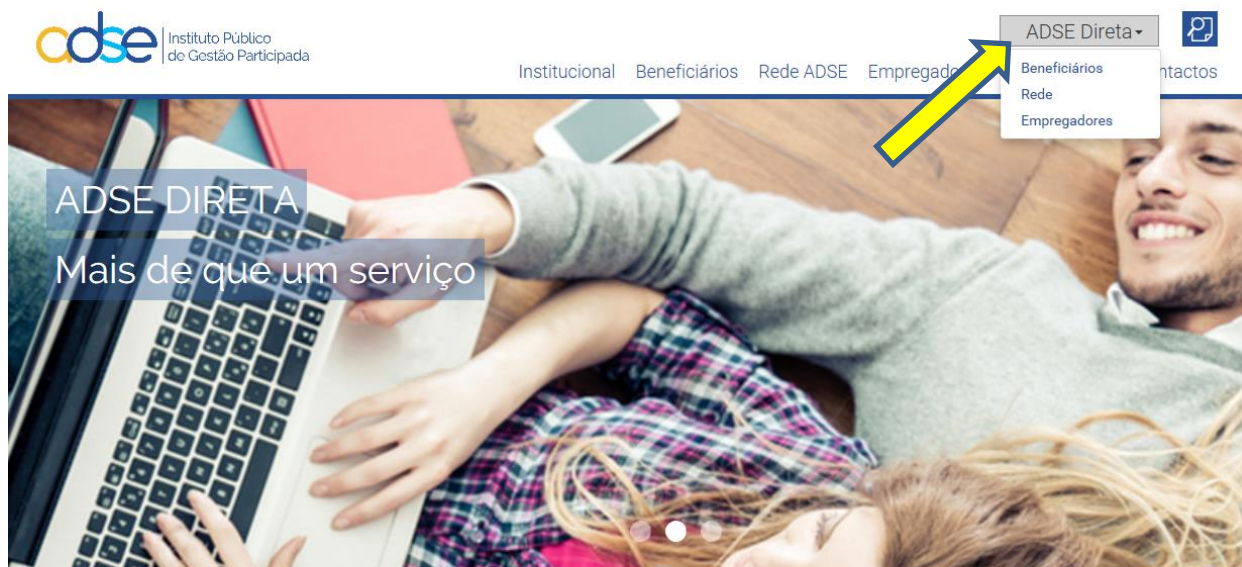 adse
Instituto Público
de Gestão Participada
ADSE Direta
Institucional Beneficiários Rede ADSE
Beneficiários
Rede
Empregadores
ADSE DIRETA
Mais de que um serviço